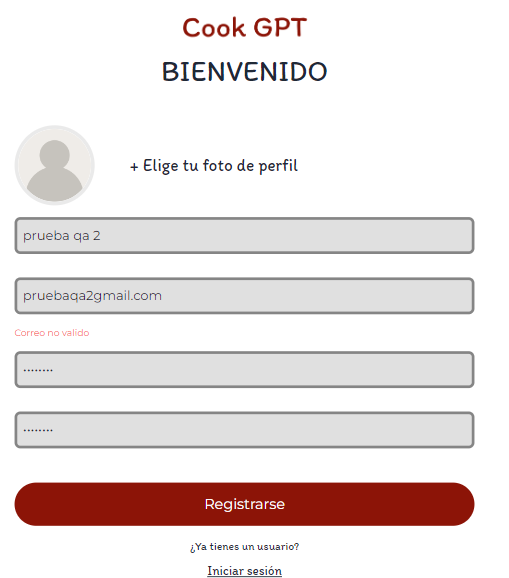 Cook GPT
BIENVENIDO
+ Elige tu foto de perfil
prueba qa 2
pruebaqa2gmail.com
Correo no valido
········
········
Registrarse
¿Ya tienes un usuario?
Iniciar sesión